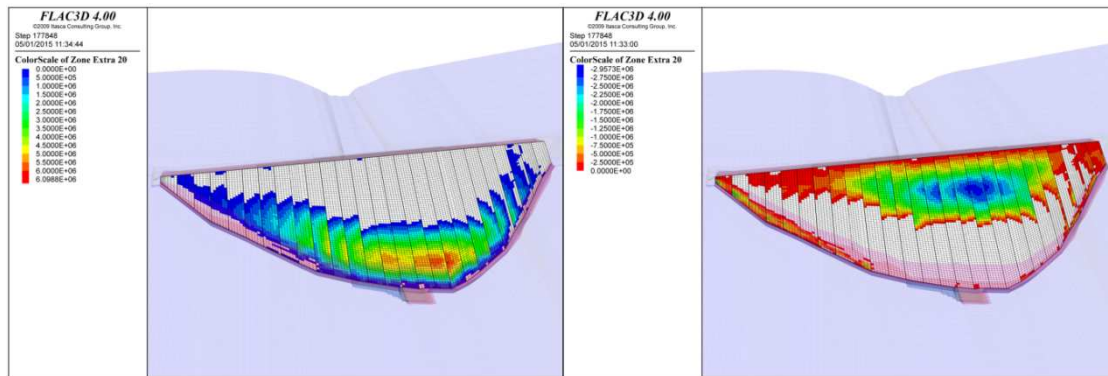 FLAC3D 4.00
©2009 Itasca Consulting Group, Inc.
Step 177848
05/01/2015 11:34:44
ColorScale of Zone Extra 20
0.0000E+00
5.0000E+05
1.0000E+06
1.5000E+06
2.0000E+06
2.5000E+06
3.0000E+06
3.5000E+06
4.0000E+06
4.5000E+06
5.0000E+06
5.5000E+06
6.0000E+06
6.0988E+06
FLAC3D 4.00
©2009 Itasca Consulting Group, Inc.
Step 177848
05/01/2015 11:33:00
ColorScale of Zone Extra 20
-2.9573E+06
-2.7500E+06
-2.5000E+06
-2.2500E+06
-2.0000E+06
-1.7500E+06
-1.5000E+06
-1.2500E+06
-1.0000E+06
-7.5000E+05
-5.0000E+05
-2.5000E+05
0.0000E+00